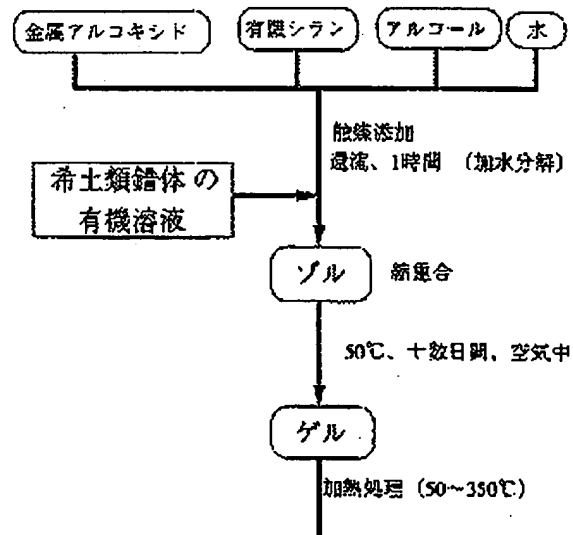 金属アルコキシド
有機シラン
アルコール
水
触媒添加
還流、1時間 (加水分解)
希土類錯体の
有機溶液
ゾル
縮重合
50℃、十数日間、空気中
ゲル
加熱処理 (50~350℃)